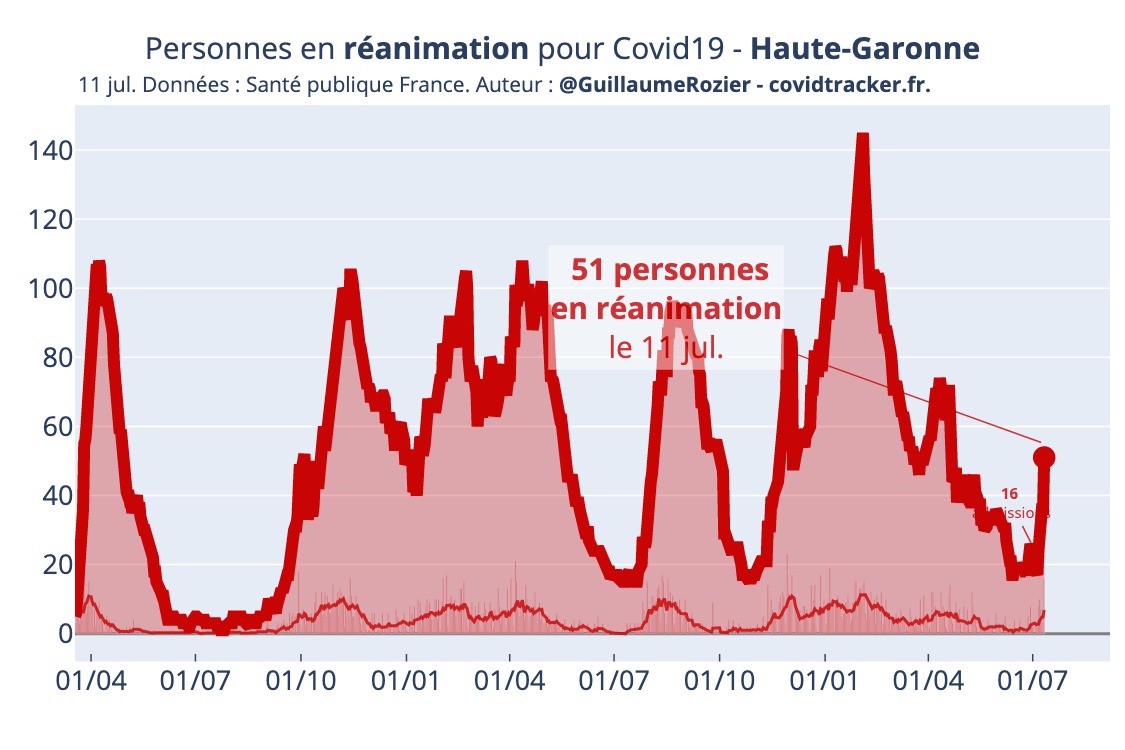 Personnes en réanimation pour Covid19 - Haute-Garonne
11 jul. Données : Santé publique France. Auteur : @GuillaumeRozier - covidtracker.fr.
140
120
100
80
60
40
20
0
51 personnes
en réanimation
le 11 jul.
16
admissions
01/04 01/07 01/10 01/01 01/04 01/07 01/10 01/01 01/04 01/07